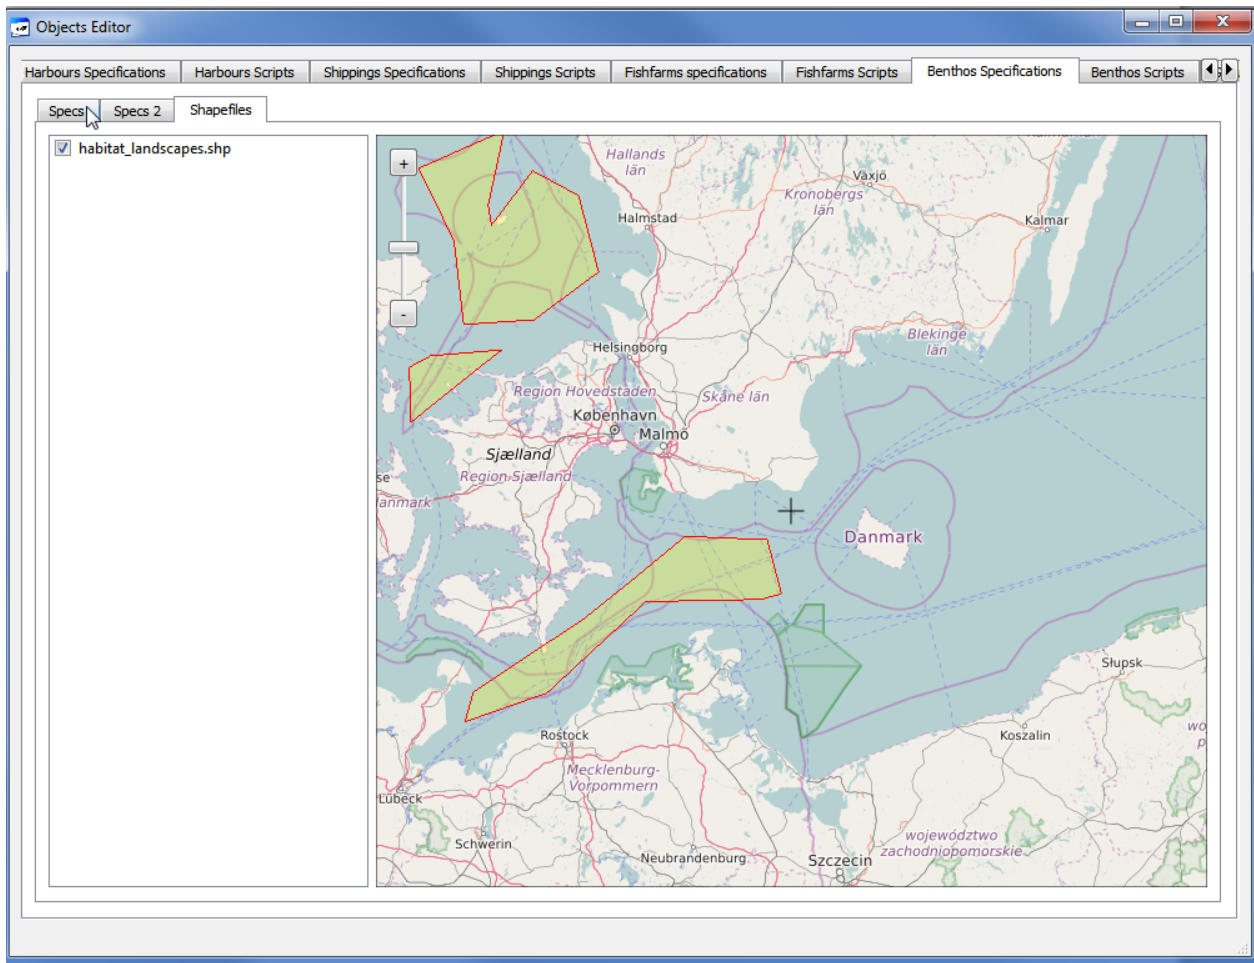 Objects Editor
Harbours Specifications
Harbours Scripts
Shippings Specifications
Shippings Scripts
Fishfarms specifications
Fishfarms Scripts
Benthos Specifications
Benthos Scripts
Specs
Specs 2
Shapefiles
habitat_landscapes.shp
+
-
Hallands
län
Växjö
Kronobergs
län
Halmstad
Kalmar
Blekinge
län
Helsingborg
Region Hovedstaden
Skåne län
København
Malmö
Sjælland
Region Sjælland
se
anmark
Danmark
Słupsk
Koszalin
wo
p
Rostock
Mecklenburg-
Vorpommern
Lübeck
Schwerin
Neubrandenburg
Szczecin
województwo
zachodniopomorskie